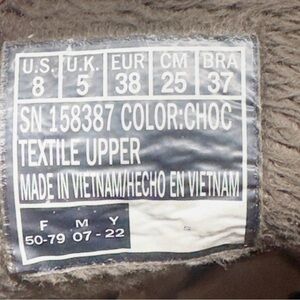 U.S. U.K. EUR CM BRA
8 5 38 25 37
SN 158387 COLOR:CHOC
TEXTILE UPPER
MADE IN VIETNAM/HECHO EN VIETNAM
F M Y
50-79 07-22